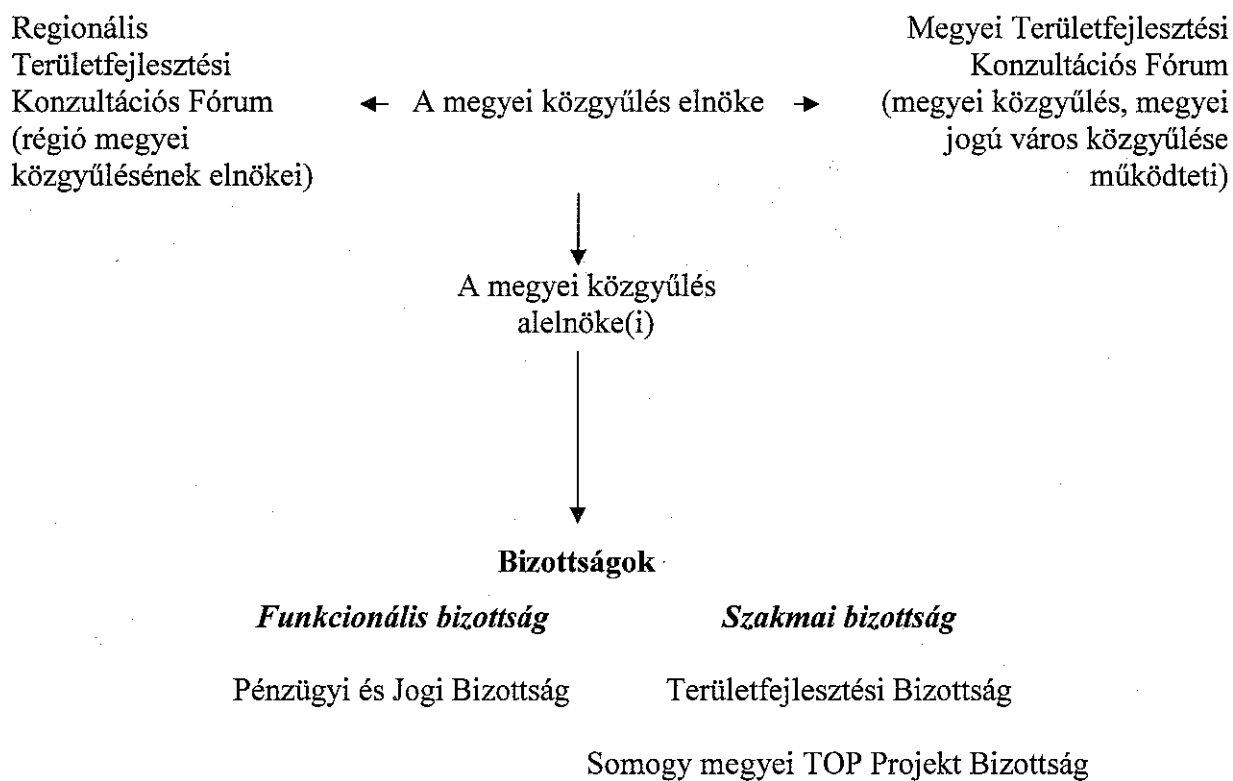 Regionális
Területfejlesztési
Konzultációs Fórum
(régió megyei
közgyűlésének elnökei)
A megyei közgyűlés elnöke
Megyei Területfejlesztési
Konzultációs Fórum
(megyei közgyűlés, megyei
jogú város közgyűlése
működteti)
A megyei közgyűlés
alelnöke(i)
Bizottságok
Funkcionális bizottság
Szakmai bizottság
Pénzügyi és Jogi Bizottság
Területfejlesztési Bizottság
Somogy megyei TOP Projekt Bizottság